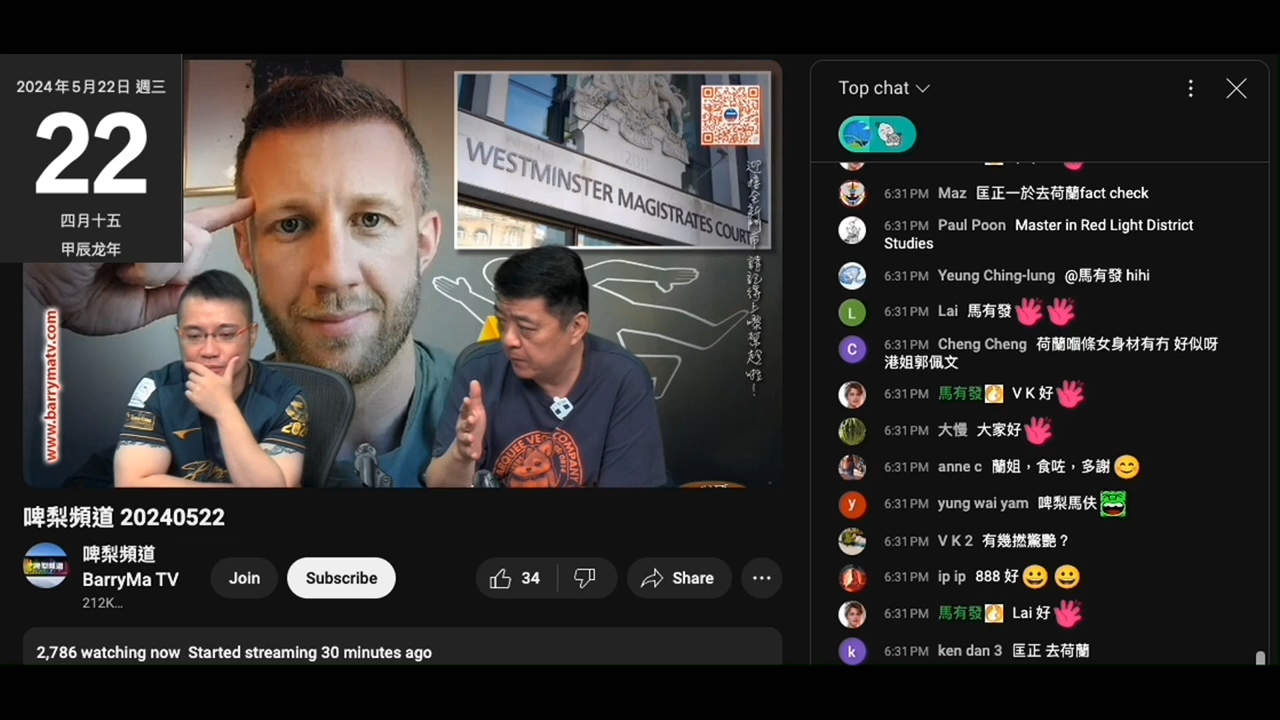 2024年5月22日 週三
22
四月十五
甲辰龙年
WESTMINSTER MAGISTRATES COURT
2011
www.barrymatv.com
啤梨頻道 20240522
啤梨頻道
BarryMa TV
212K...
Join
Subscribe
34
Share
2,786 watching now Started streaming 30 minutes ago
Top chat
6:31 PM Maz 匡正一於去荷蘭fact check
6:31 PM Paul Poon Master in Red Light District
Studies
6:31 PM Yeung Ching-lung @馬有發 hihi
L 6:31 PM Lai 馬有發
C 6:31 PM Cheng Cheng 荷蘭嗰條女身材有冇 好似呀
港姐郭佩文
6:31 PM 馬有發 V K 好
6:31 PM 大慢 大家好
6:31 PM anne c 蘭姐，食咗，多謝
y 6:31 PM yung wai yam 啤梨馬伕
6:31 PM V K 2 有幾撚驚艷？
6:31 PM ip ip 888 好
6:31 PM 馬有發 Lai 好
k 6:31 PM ken dan 3 匡正 去荷蘭